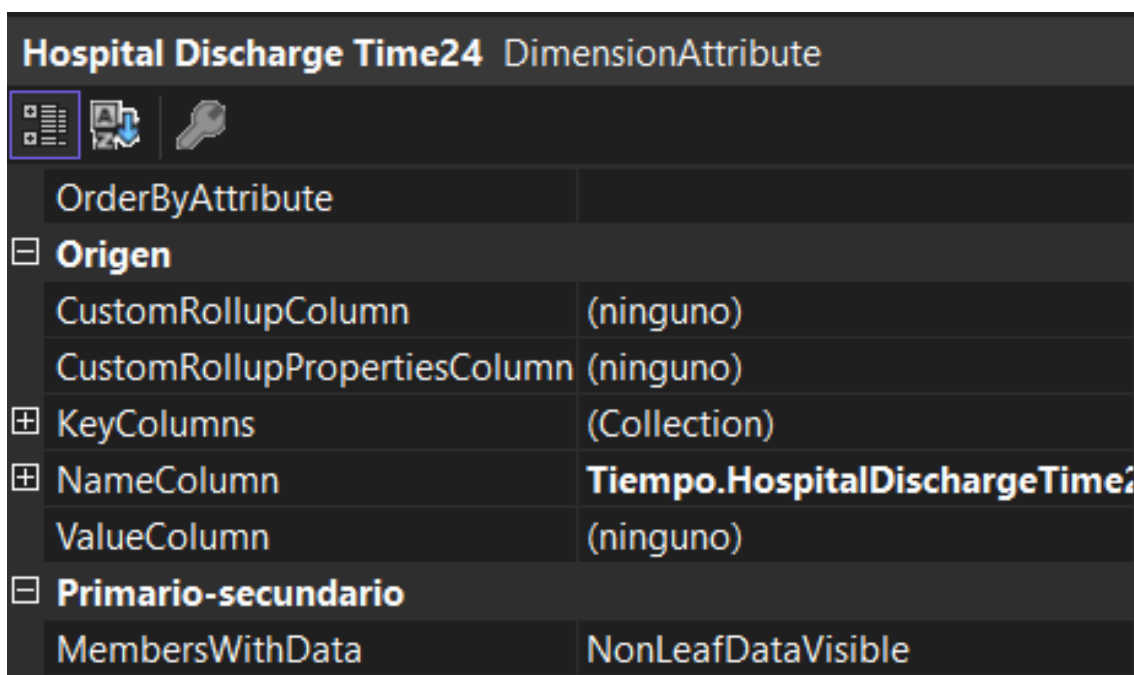 Hospital Discharge Time24 DimensionAttribute
OrderByAttribute
Origen
CustomRollupColumn (ninguno)
CustomRollupPropertiesColumn (ninguno)
KeyColumns (Collection)
NameColumn Tiempo.HospitalDischargeTime2
ValueColumn (ninguno)
Primario-secundario
MembersWithData NonLeafDataVisible